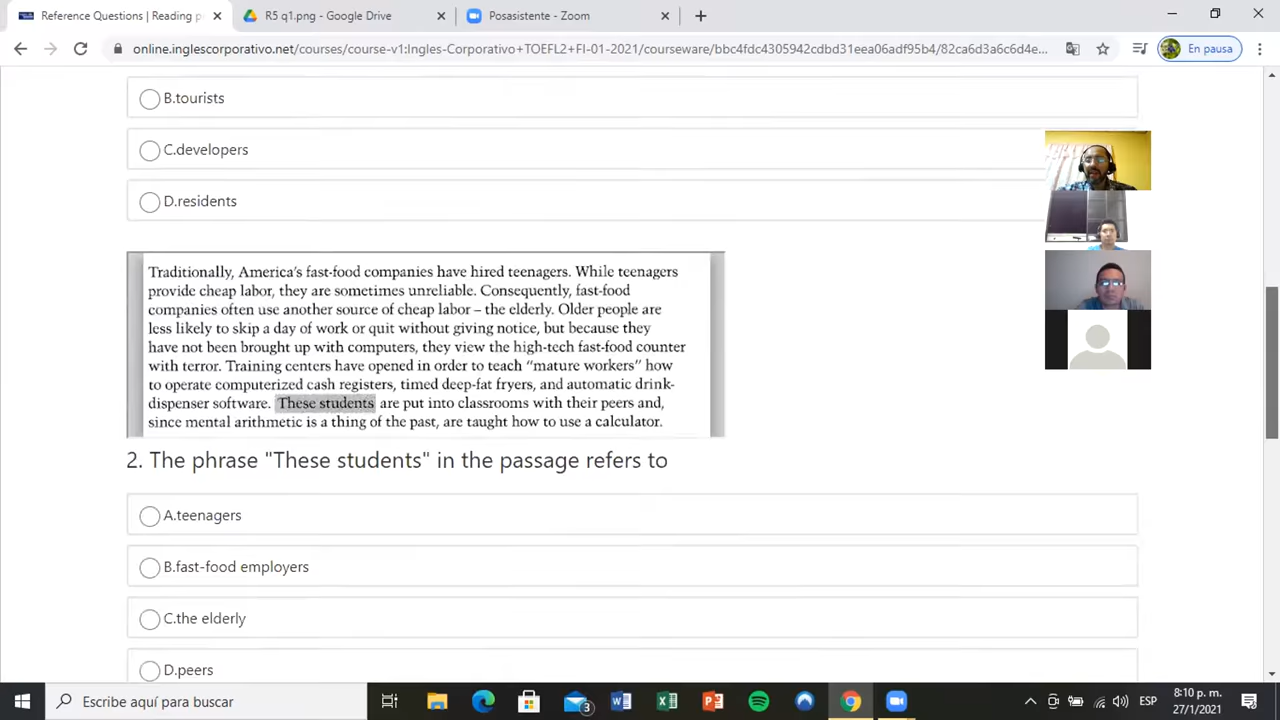 Reference Questions | Reading p
R5 q1.png - Google Drive
Posasistente - Zoom
online.inglescorporativo.net/courses/course-v1:Ingles-Corporativo+TOEFL2+FI-01-2021/courseware/bbc4fdc4305942cdbd31eea06adf95b4/82ca6d3a6c6d4e...
En pausa
B.tourists
C.developers
D.residents
Traditionally, America's fast-food companies have hired teenagers. While teenagers
provide cheap labor, they are sometimes unreliable. Consequently, fast-food
companies often use another source of cheap labor – the elderly. Older people are
less likely to skip a day of work or quit without giving notice, but because they
have not been brought up with computers, they view the high-tech fast-food counter
with terror. Training centers have opened in order to teach "mature workers" how
to operate computerized cash registers, timed deep-fat fryers, and automatic drink-
dispenser software. These students are put into classrooms with their peers and,
since mental arithmetic is a thing of the past, are taught how to use a calculator.
2. The phrase "These students" in the passage refers to
A.teenagers
B.fast-food employers
C.the elderly
D.peers
Escribe aquí para buscar
3
ESP
8:10 p. m.
27/1/2021